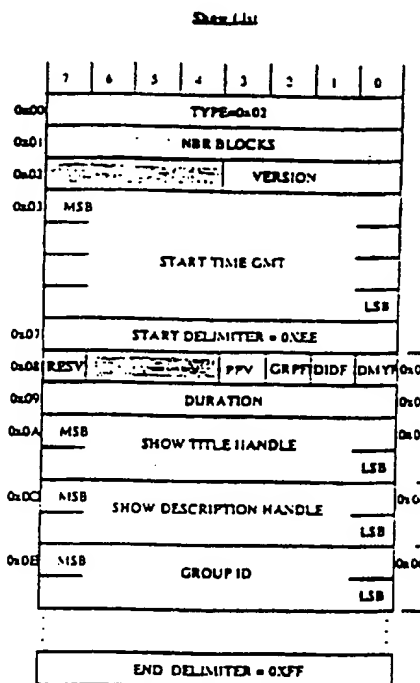 Show List
7 6 5 4 3 2 1 0
0x00 TYPE=0x02
0x01 NBR BLOCKS
0x02 VERSION
0x03 MSB
START TIME GMT
LSB
0x07 START DELIMITER = 0XEE
0x08 RESV PPV GRPF DIDF DMYF
0x09 DURATION
0x0A MSB
SHOW TITLE HANDLE
LSB
0x0C MSB
SHOW DESCRIPTION HANDLE
LSB
0x0E MSB
GROUP ID
LSB
END DELIMITER = 0XFF